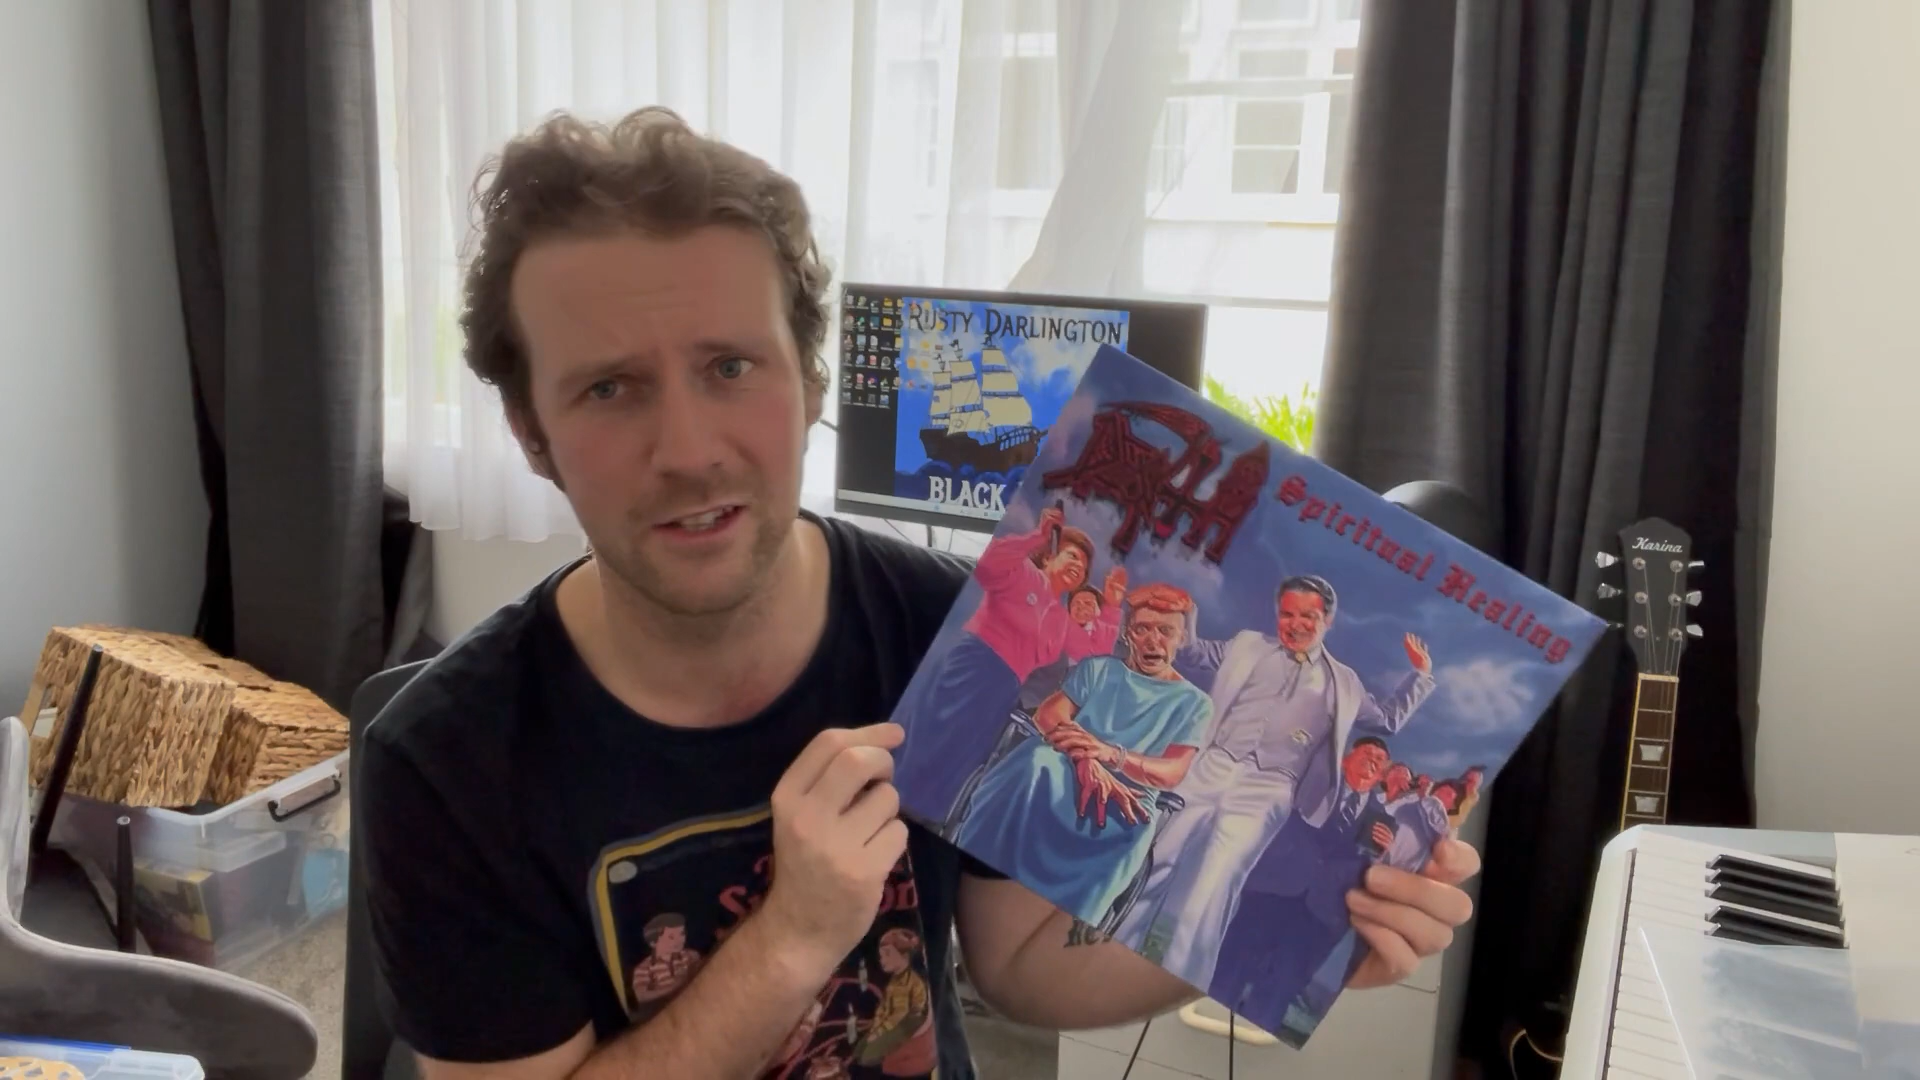 RUSTY DARLINGTON
BLACK
DEATH
Spiritual Healing
Karina